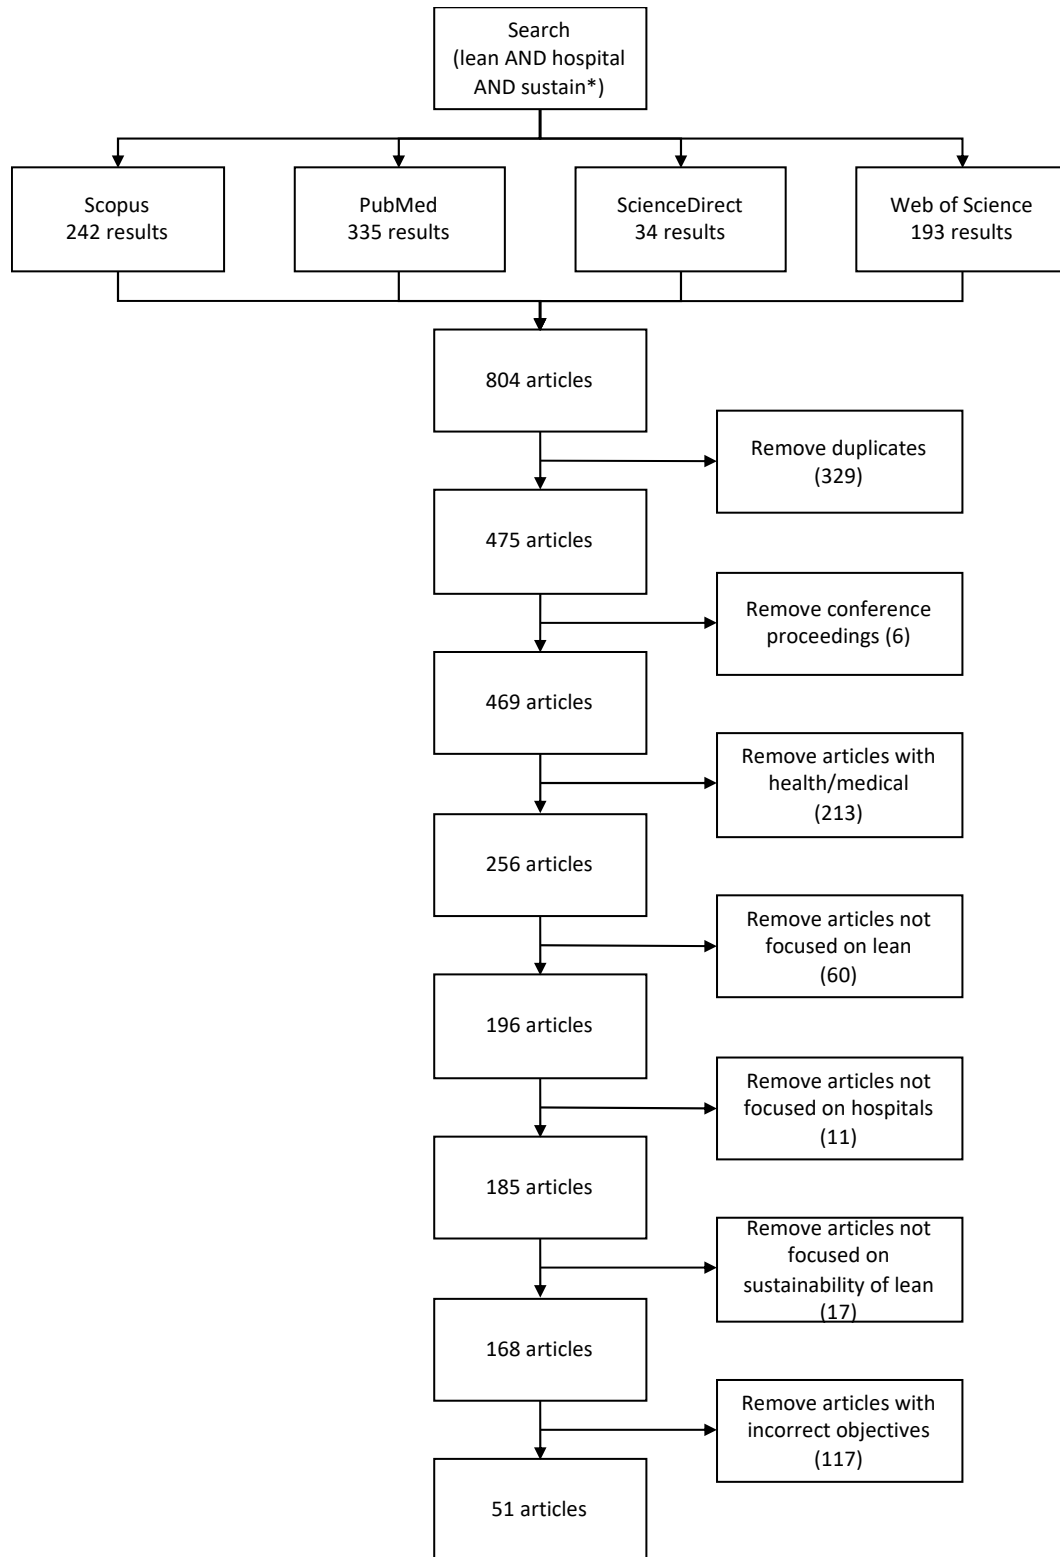 Search
(lean AND hospital
AND sustain*)
Scopus
242 results
PubMed
335 results
ScienceDirect
34 results
Web of Science
193 results
804 articles
Remove duplicates
(329)
475 articles
Remove conference
proceedings (6)
469 articles
Remove articles with
health/medical
(213)
256 articles
Remove articles not
focused on lean
(60)
196 articles
Remove articles not
focused on hospitals
(11)
185 articles
Remove articles not
focused on
sustainability of lean
(17)
168 articles
Remove articles with
incorrect objectives
(117)
51 articles